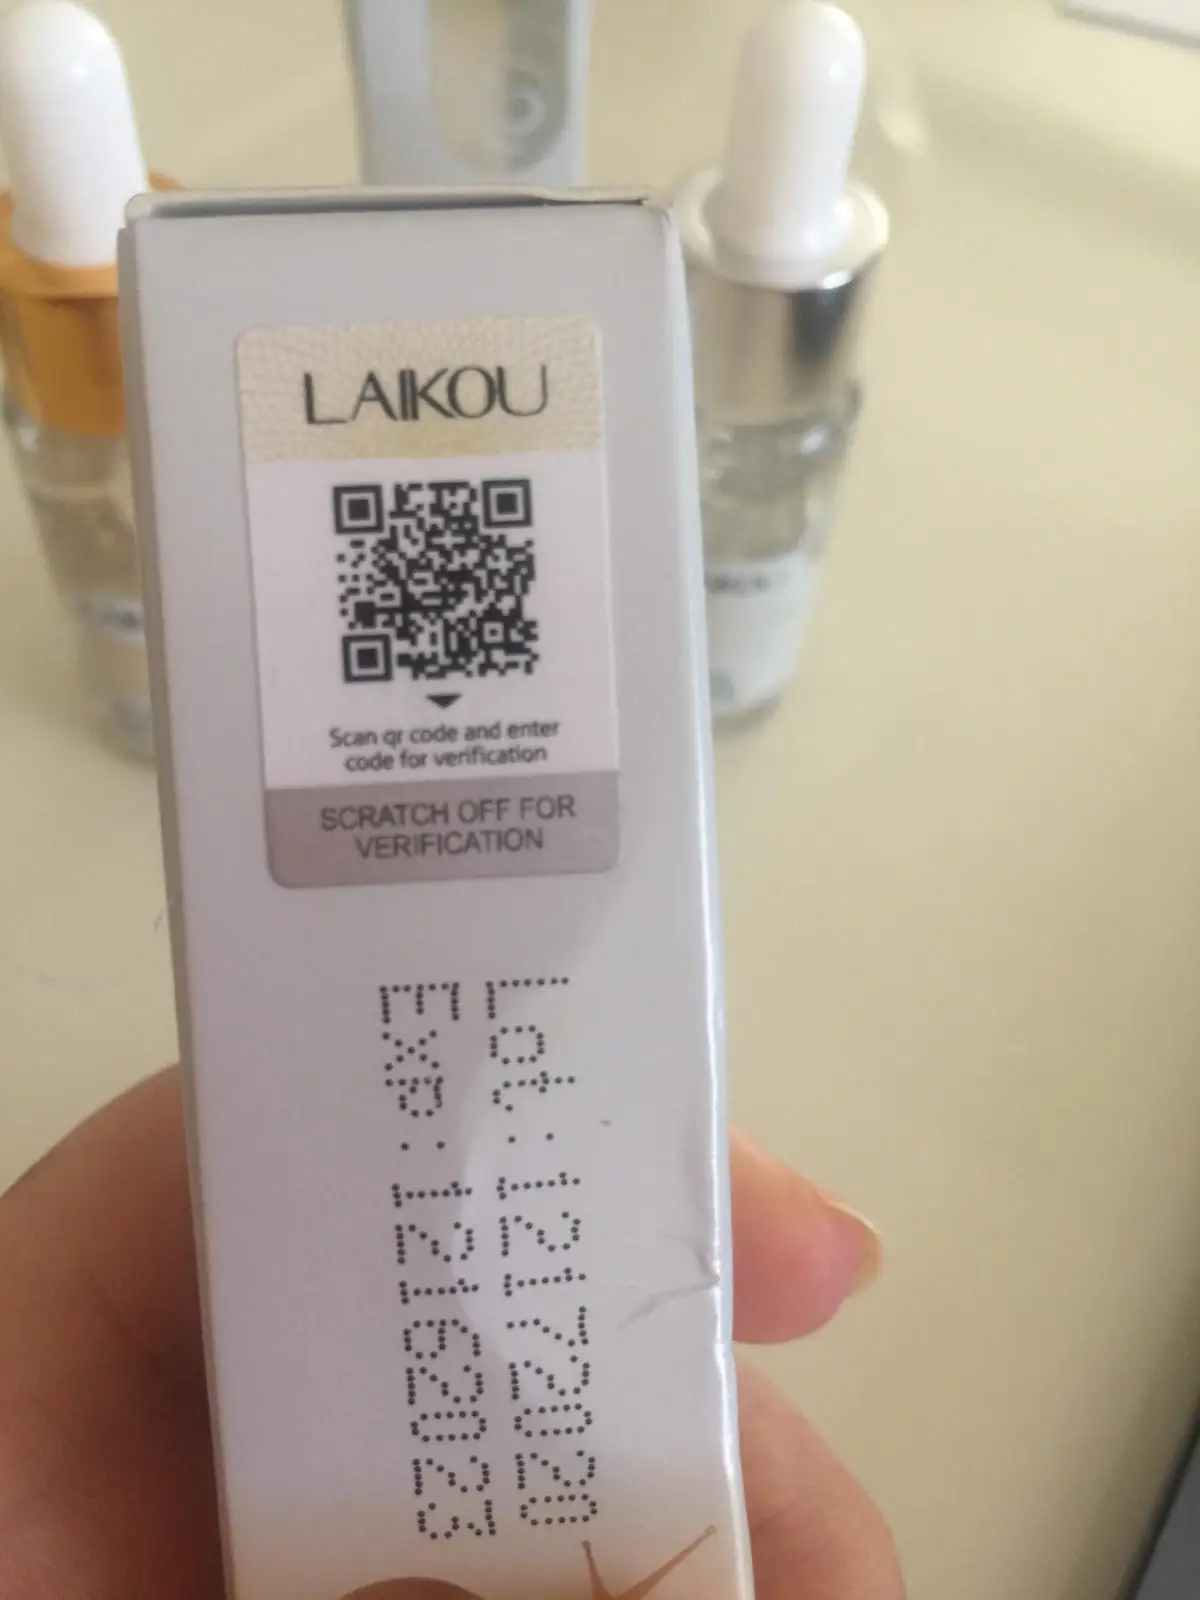 LAIKOU
Scan qr code and enter
code for verification
SCRATCH OFF FOR
VERIFICATION
Lot:12172020
EXP:12162023